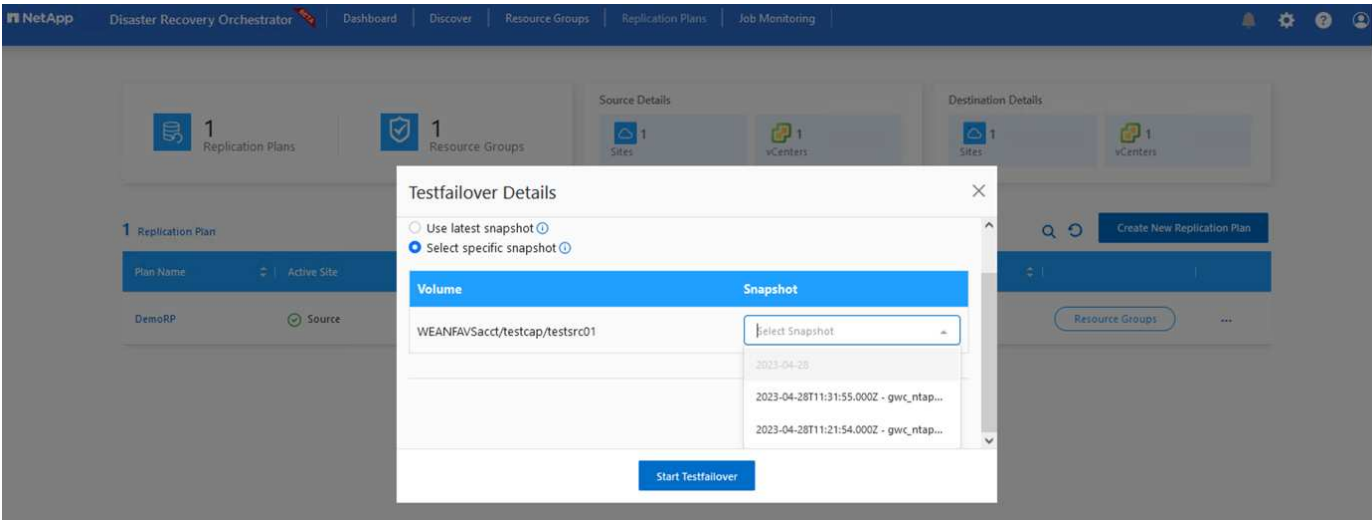 NetApp Disaster Recovery Orchestrator Dashboard Discover Resource Groups Replication Plans Job Monitoring
Source Details
Destination Details
1
Replication Plans
1
Resource Groups
1
Sites
1
vCenters
1
Sites
1
vCenters
Testfailover Details
Use latest snapshot
Select specific snapshot
1 Replication Plan
Create New Replication Plan
Plan Name Active Site
Volume Snapshot
DemoRP Source
WEANFAVSacct/testcap/testsrc01 Select Snapshot
Resource Groups ...
2023-04-28
2023-04-28T11:31:55.000Z - gwc_ntap...
2023-04-28T11:21:54.000Z - gwc_ntap...
Start Testfailover